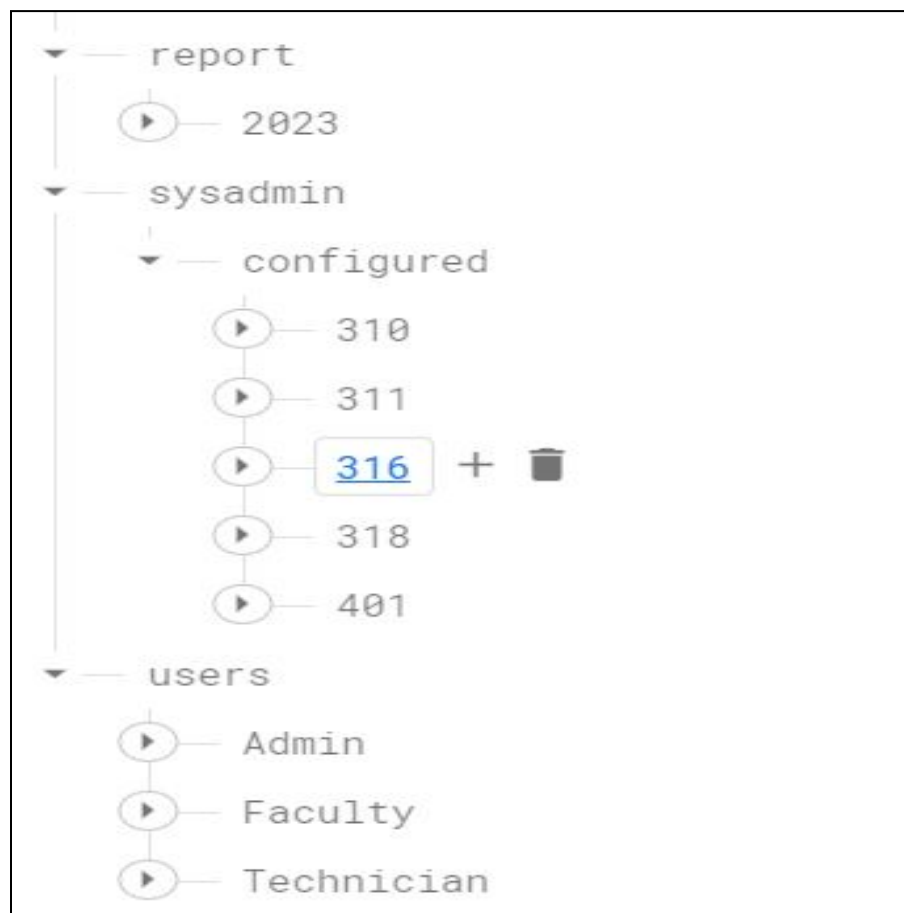 report
2023
sysadmin
configured
310
311
316
318
401
users
Admin
Faculty
Technician